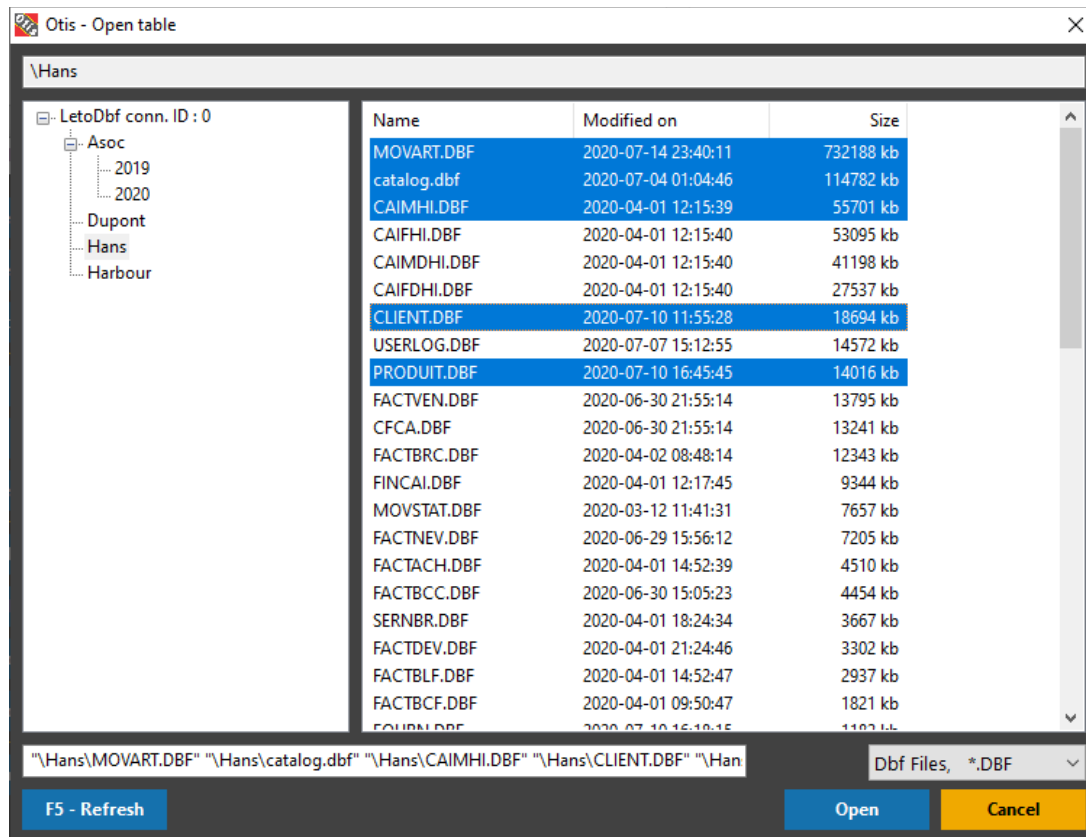 Otis - Open table
\Hans
LetoDbf conn. ID : 0
Asoc
2019
2020
Dupont
Hans
Harbour
Name Modified on Size
MOVART.DBF 2020-07-14 23:40:11 732188 kb
catalog.dbf 2020-07-04 01:04:46 114782 kb
CAIMHI.DBF 2020-04-01 12:15:39 55701 kb
CAIFHI.DBF 2020-04-01 12:15:40 53095 kb
CAIMDHI.DBF 2020-04-01 12:15:40 41198 kb
CAIFDHI.DBF 2020-04-01 12:15:40 27537 kb
CLIENT.DBF 2020-07-10 11:55:28 18694 kb
USERLOG.DBF 2020-07-07 15:12:55 14572 kb
PRODUIT.DBF 2020-07-10 16:45:45 14016 kb
FACTVEN.DBF 2020-06-30 21:55:14 13795 kb
CFCA.DBF 2020-06-30 21:55:14 13241 kb
FACTBRC.DBF 2020-04-02 08:48:14 12343 kb
FINCAI.DBF 2020-04-01 12:17:45 9344 kb
MOVSTAT.DBF 2020-03-12 11:41:31 7657 kb
FACTNEV.DBF 2020-06-29 15:56:12 7205 kb
FACTACH.DBF 2020-04-01 14:52:39 4510 kb
FACTBCC.DBF 2020-06-30 15:05:23 4454 kb
SERNBR.DBF 2020-04-01 18:24:34 3667 kb
FACTDEV.DBF 2020-04-01 21:24:46 3302 kb
FACTBLF.DBF 2020-04-01 14:52:47 2937 kb
FACTBCF.DBF 2020-04-01 09:50:47 1821 kb
"\Hans\MOVART.DBF" "\Hans\catalog.dbf" "\Hans\CAIMHI.DBF" "\Hans\CLIENT.DBF" "\Han
Dbf Files, *.DBF
F5 - Refresh Open Cancel